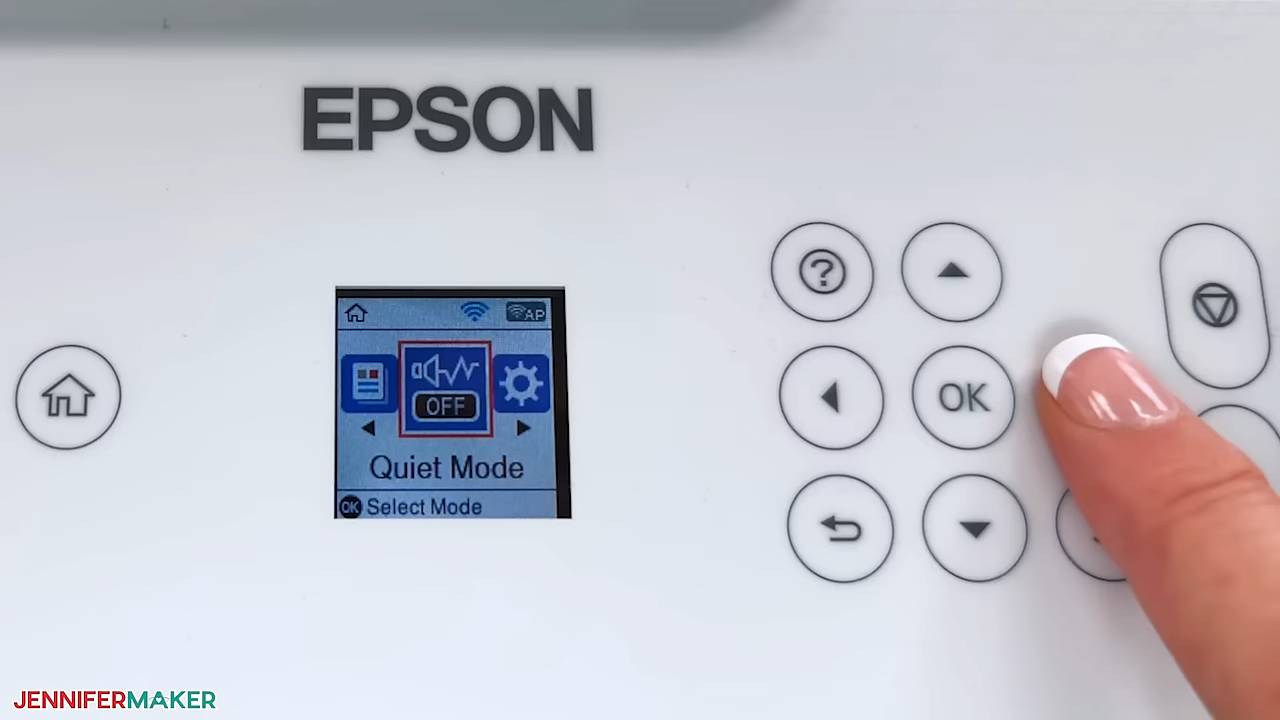 EPSON
AP
OFF
Quiet Mode
OK Select Mode
?
OK
JENNIFERMAKER